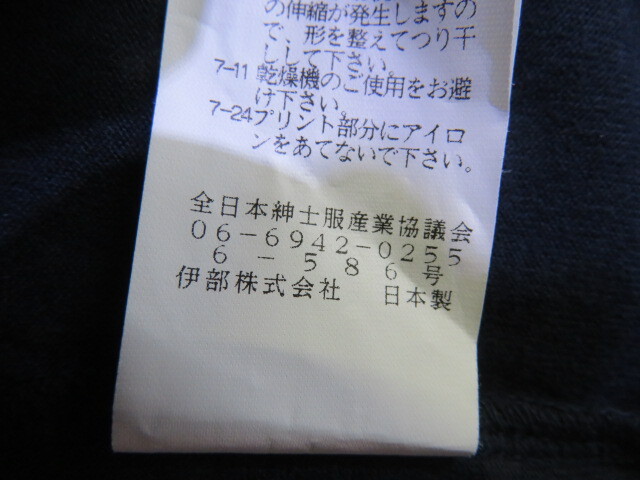 の伸縮が発生しますの
で、形を整えてつり干
しして下さい。
7-11 乾燥機のご使用をお避
け下さい。
7-24プリント部分にアイロ
ンをあてないで下さい。
全日本紳士服産業協議会
06-6942-0255
6-586号
伊部株式会社 日本製